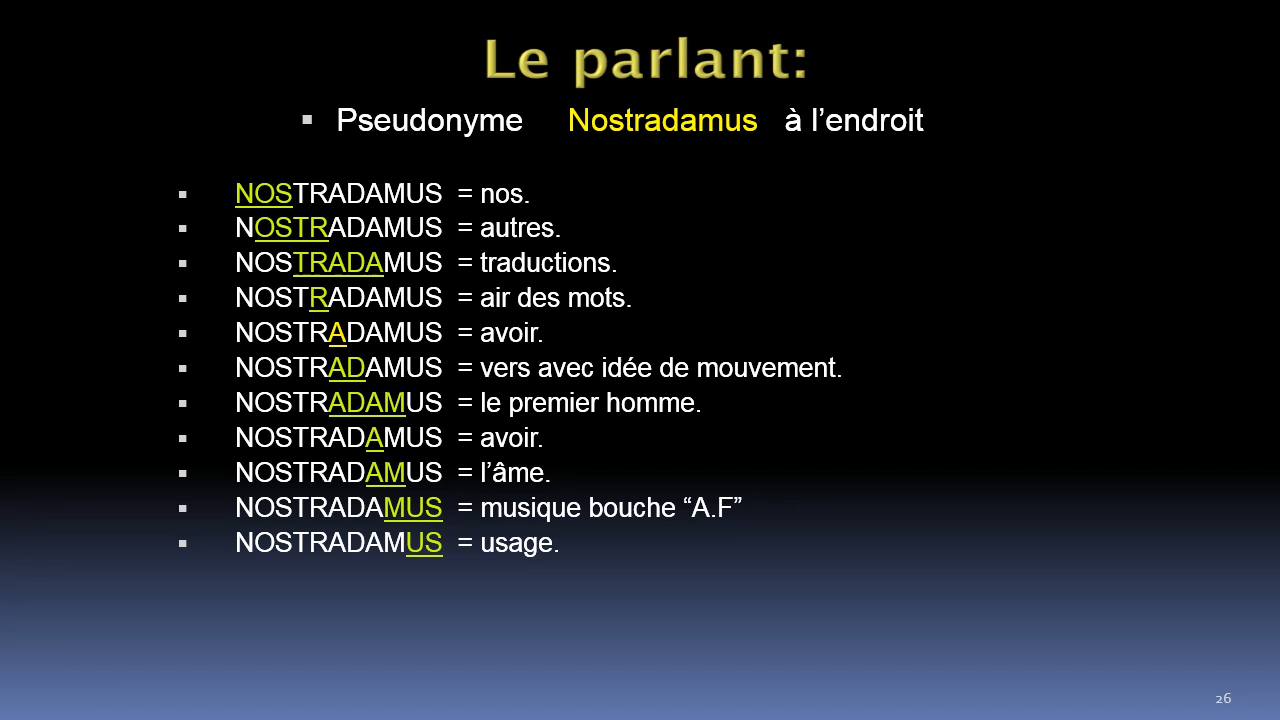 Le parlant:
Pseudonyme Nostradamus à l’endroit
NOSTRADAMUS = nos.
NOSTRADAMUS = autres.
NOSTRADAMUS = traductions.
NOSTRADAMUS = air des mots.
NOSTRADAMUS = avoir.
NOSTRADAMUS = vers avec idée de mouvement.
NOSTRADAMUS = le premier homme.
NOSTRADAMUS = avoir.
NOSTRADAMUS = l’âme.
NOSTRADAMUS = musique bouche “A.F”
NOSTRADAMUS = usage.
26